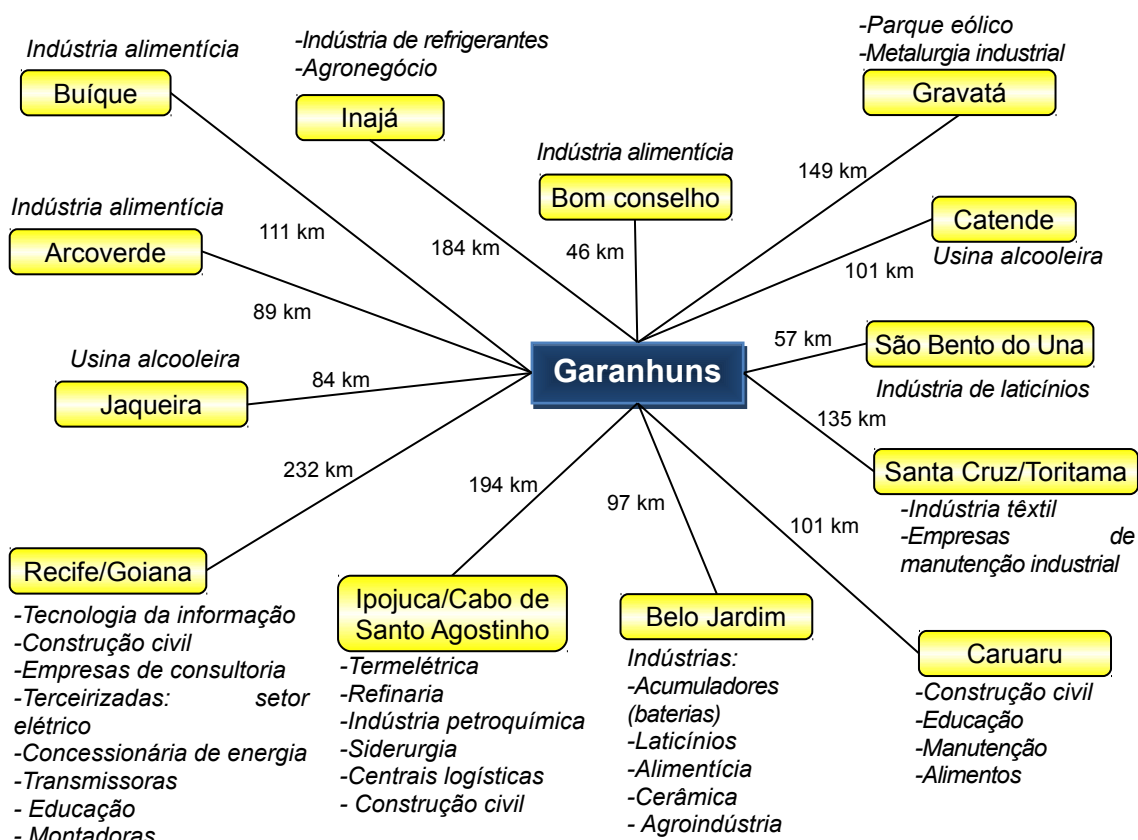 Indústria alimentícia
Buíque
-Indústria de refrigerantes
-Agronegócio
Inajá
-Parque eólico
-Metalurgia industrial
Gravatá
Indústria alimentícia
Bom conselho
149 km
Indústria alimentícia
Arcoverde
111 km
184 km
46 km
Catende
Usina alcooleira
101 km
89 km
57 km
São Bento do Una
Indústria de laticínios
Garanhuns
Usina alcooleira
Jaqueira
84 km
135 km
Santa Cruz/Toritama
-Indústria têxtil
-Empresas de
manutenção industrial
232 km
194 km
97 km
101 km
Recife/Goiana
-Tecnologia da informação
-Construção civil
-Empresas de consultoria
-Terceirizadas: setor
elétrico
-Concessionária de energia
-Transmissoras
- Educação
- Montadoras
Ipojuca/Cabo de
Santo Agostinho
-Termelétrica
-Refinaria
-Indústria petroquímica
-Siderurgia
-Centrais logísticas
- Construção civil
Belo Jardim
Indústrias:
-Acumuladores
(baterias)
-Laticínios
-Alimentícia
-Cerâmica
- Agroindústria
Caruaru
-Construção civil
-Educação
-Manutenção
-Alimentos